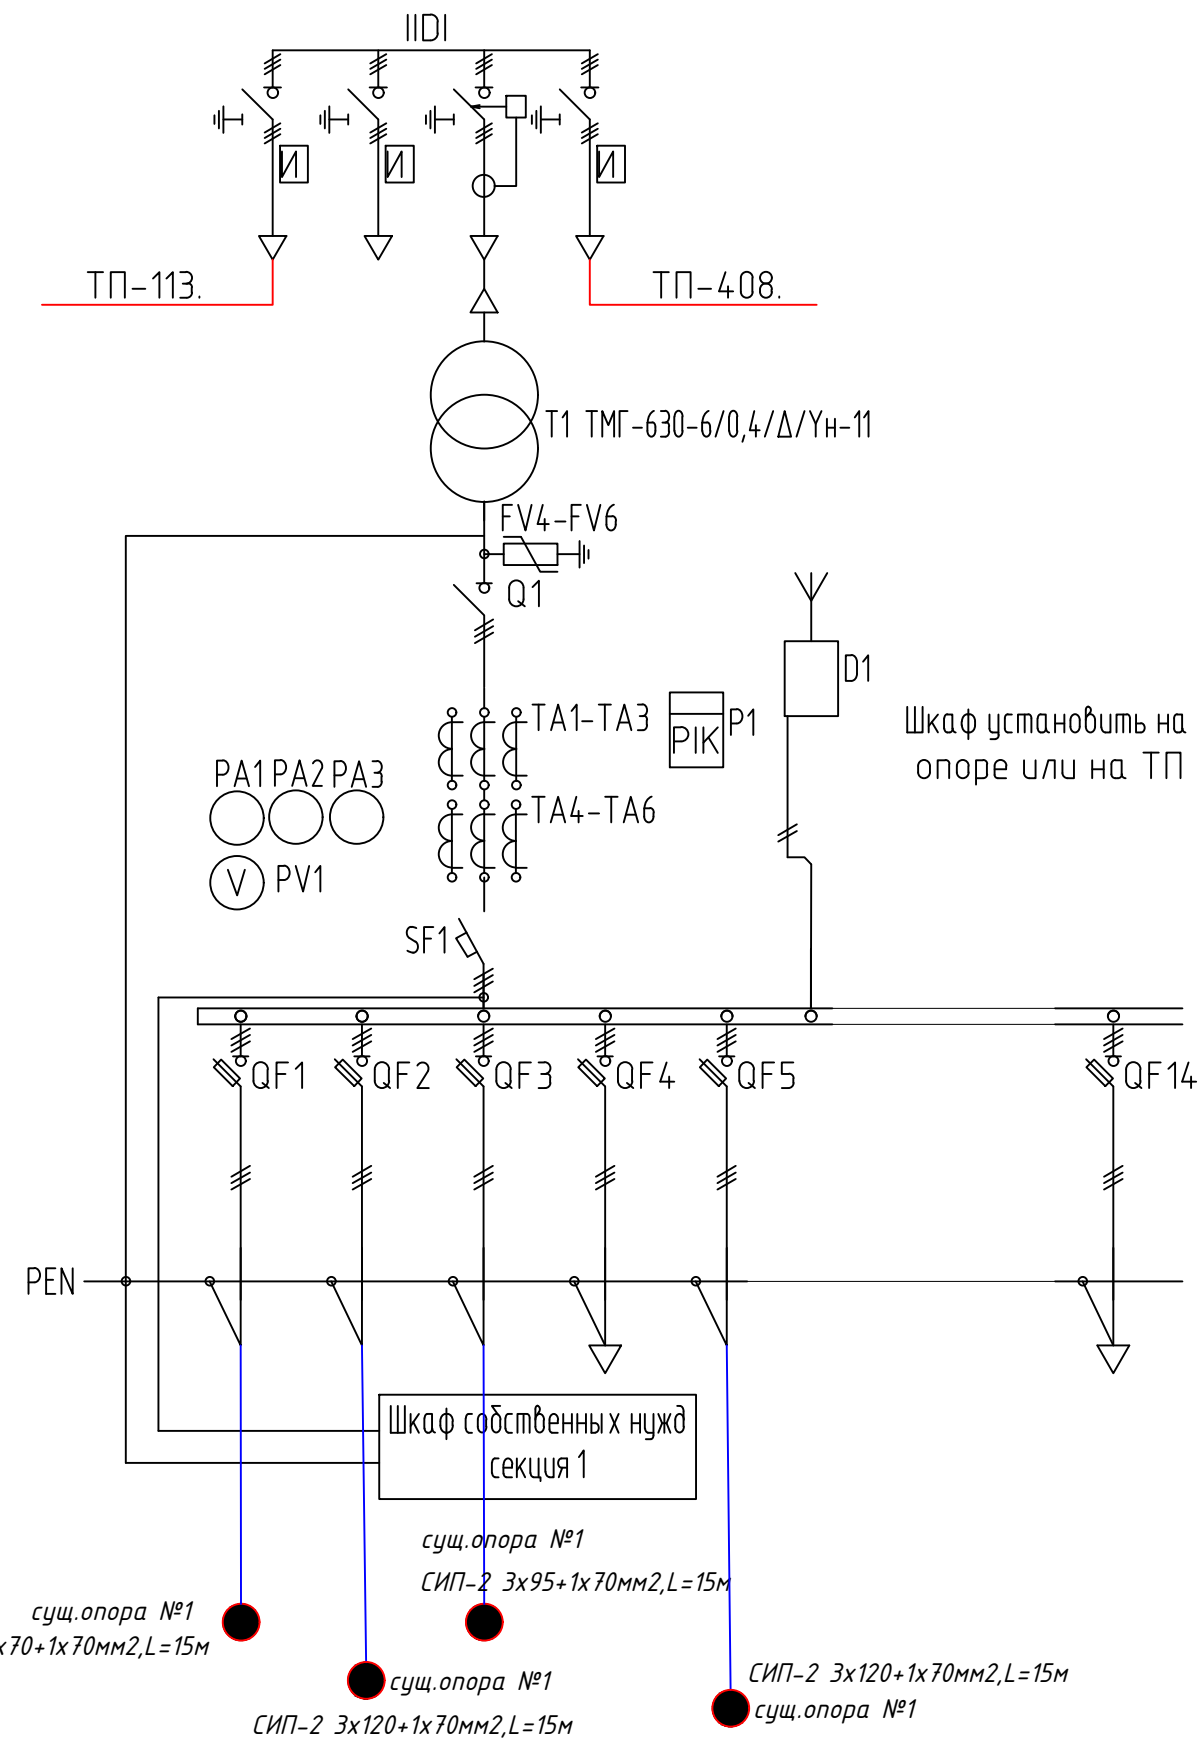 IIDI
И
И
И
ТП-113.
ТП-408.
Т1 ТМГ-630-6/0,4/Δ/Yн-11
FV4-FV6
Q1
D1
TA1-TA3
P1
PIK
Шкаф установить на
опоре или на ТП
PA1 PA2 PA3
TA4-TA6
V PV1
SF1
QF1 QF2 QF3 QF4 QF5 QF14
PEN
Шкаф собственных нужд
секция 1
сущ.опора №1
СИП-2 3х95+1х70мм2,L=15м
сущ.опора №1
х70+1х70мм2,L=15м
сущ.опора №1
СИП-2 3х120+1х70мм2,L=15м
СИП-2 3х120+1х70мм2,L=15м
сущ.опора №1